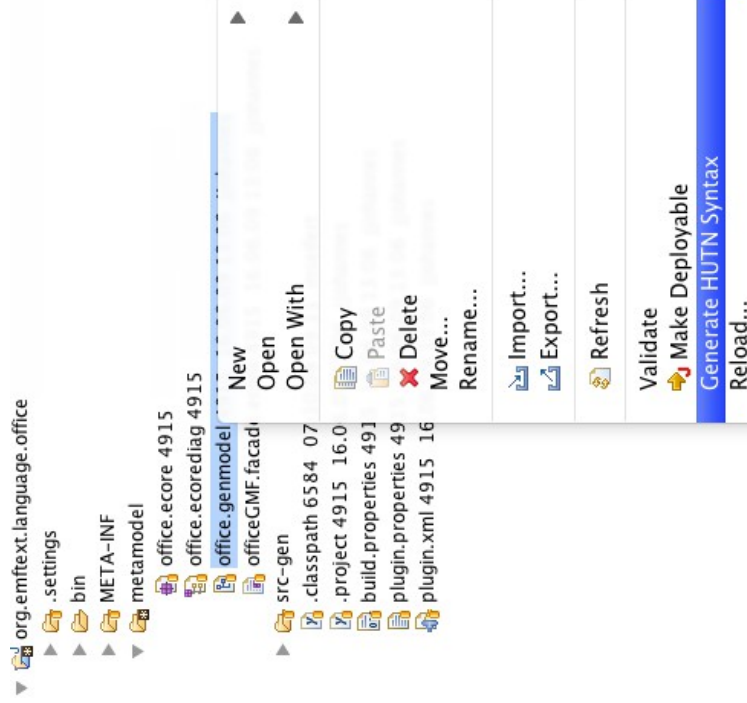 org.emftext.language.office
.settings
bin
META-INF
metamodel
office.ecore 4915
office.ecorediag 4915
office.genmodel
officeGMF.facad
src-gen
.classpath 6584 07
.project 4915 16.0
build.properties 491
plugin.properties 49
plugin.xml 4915 16
New
Open
Open With
Copy
Paste
Delete
Move...
Rename...
Import...
Export...
Refresh
Validate
Make Deployable
Generate HUTN Syntax
Reload...